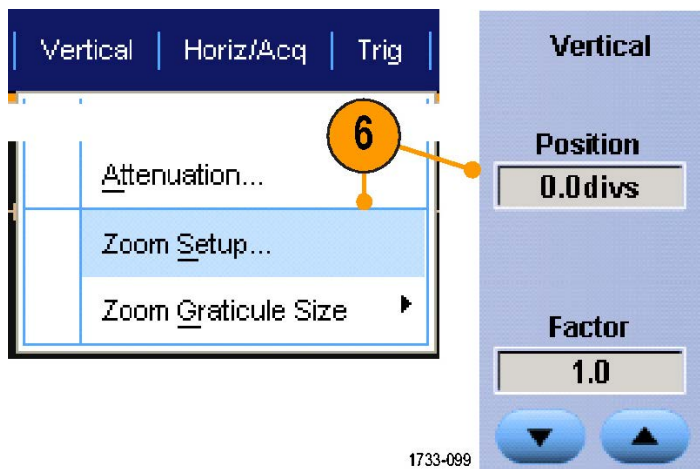 Vertical Horiz/Acq Trig
6
Attenuation...
Zoom Setup...
Zoom Graticule Size
Vertical
Position
0.0divs
Factor
1.0
1733-099